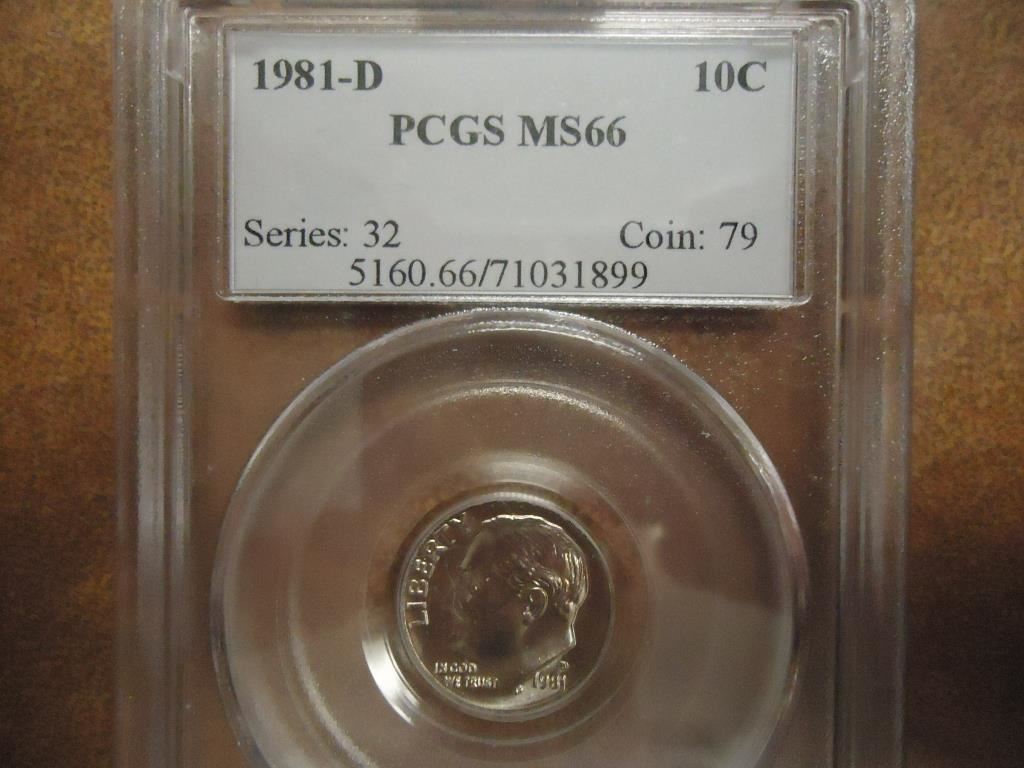 1981-D 10C
PCGS MS66
Series: 32 Coin: 79
5160.66/71031899
LIBERTY
IN GOD
WE TRUST
D
1981